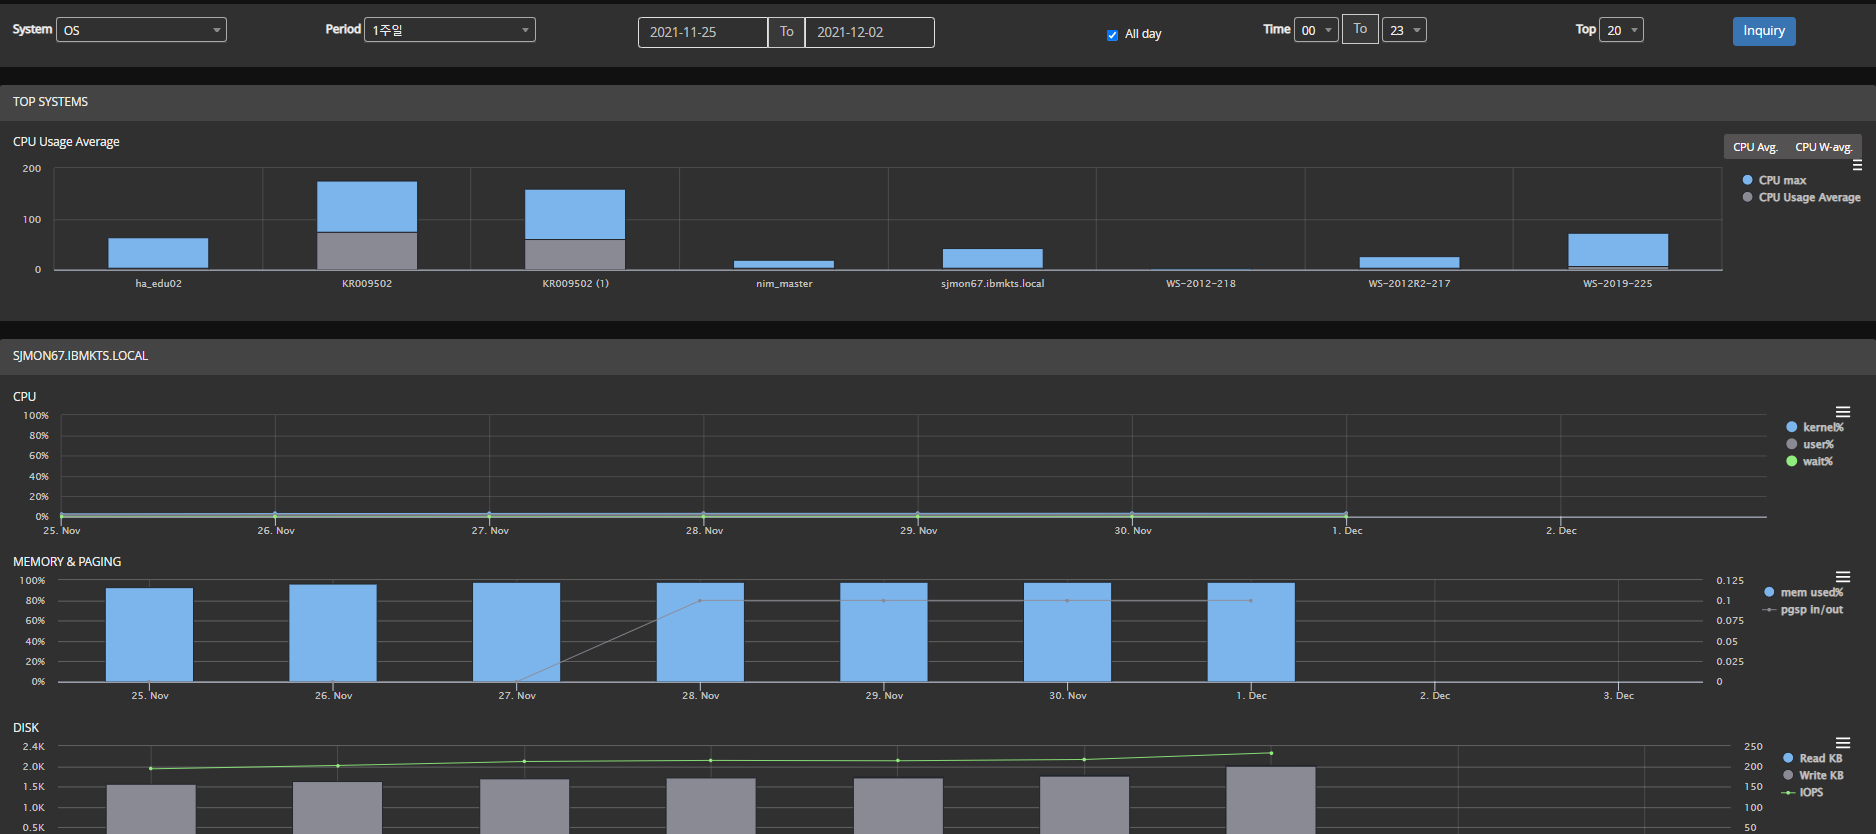 System OS Period 1주일 2021-11-25 To 2021-12-02 All day Time 00 To 23 Top 20 Inquiry
TOP SYSTEMS
CPU Usage Average
CPU Avg. CPU W-avg.
200
100
0
CPU max
CPU Usage Average
ha_edu02 KR009502 KR009502 (1) nim_master sjmon67.ibmkts.local WS-2012-218 WS-2012R2-217 WS-2019-225
SJMON67.IBMKTS.LOCAL
CPU
100%
80%
60%
40%
20%
0%
kernel%
user%
wait%
25. Nov 26. Nov 27. Nov 28. Nov 29. Nov 30. Nov 1. Dec 2. Dec
MEMORY & PAGING
100%
80%
60%
40%
20%
0%
0.125
0.1
0.075
0.05
0.025
0
mem used%
pgsp in/out
25. Nov 26. Nov 27. Nov 28. Nov 29. Nov 30. Nov 1. Dec 2. Dec 3. Dec
DISK
2.4K
2.0K
1.5K
1.0K
0.5K
250
200
150
100
50
Read KB
Write KB
IOPS